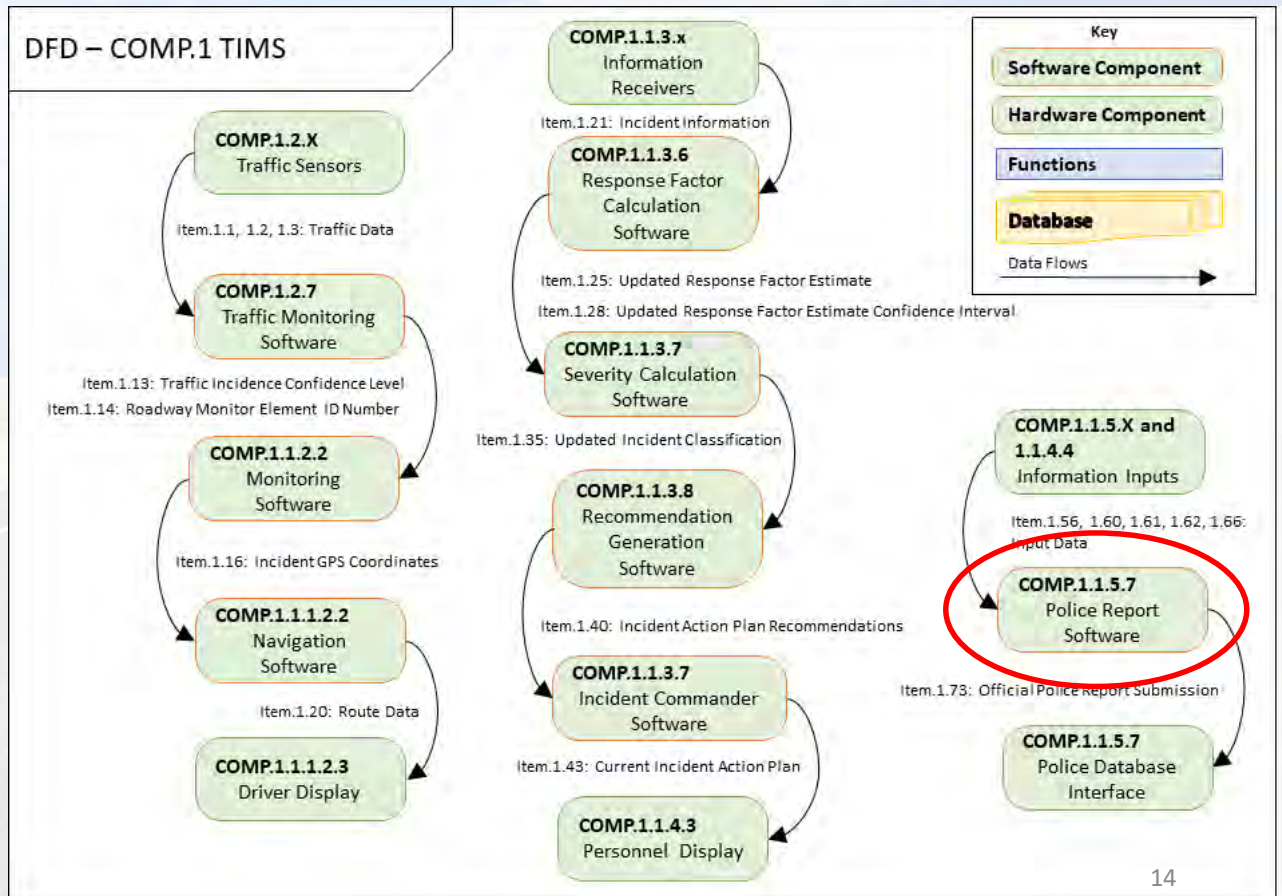 DFD – COMP.1 TIMS
COMP.1.2.X
Traffic Sensors
Item.1.1, 1.2, 1.3: Traffic Data
COMP.1.2.7
Traffic Monitoring
Software
Item.1.13: Traffic Incidence Confidence Level
Item.1.14: Roadway Monitor Element ID Number
COMP.1.1.2.2
Monitoring
Software
Item.1.16: Incident GPS Coordinates
COMP.1.1.1.2.2
Navigation
Software
Item.1.20: Route Data
COMP.1.1.1.2.3
Driver Display
COMP.1.1.3.x
Information
Receivers
Item.1.21: Incident Information
COMP.1.1.3.6
Response Factor
Calculation
Software
Item.1.25: Updated Response Factor Estimate
Item.1.28: Updated Response Factor Estimate Confidence Interval
COMP.1.1.3.7
Severity Calculation
Software
Item.1.35: Updated Incident Classification
COMP.1.1.3.8
Recommendation
Generation
Software
Item.1.40: Incident Action Plan Recommendations
COMP.1.1.3.7
Incident Commander
Software
Item.1.43: Current Incident Action Plan
COMP.1.1.4.3
Personnel Display
Key
Software Component
Hardware Component
Functions
Database
Data Flows
COMP.1.1.5.X and
1.1.4.4
Information Inputs
Item.1.56, 1.60, 1.61, 1.62, 1.66:
Input Data
COMP.1.1.5.7
Police Report
Software
Item.1.73: Official Police Report Submission
COMP.1.1.5.7
Police Database
Interface
14